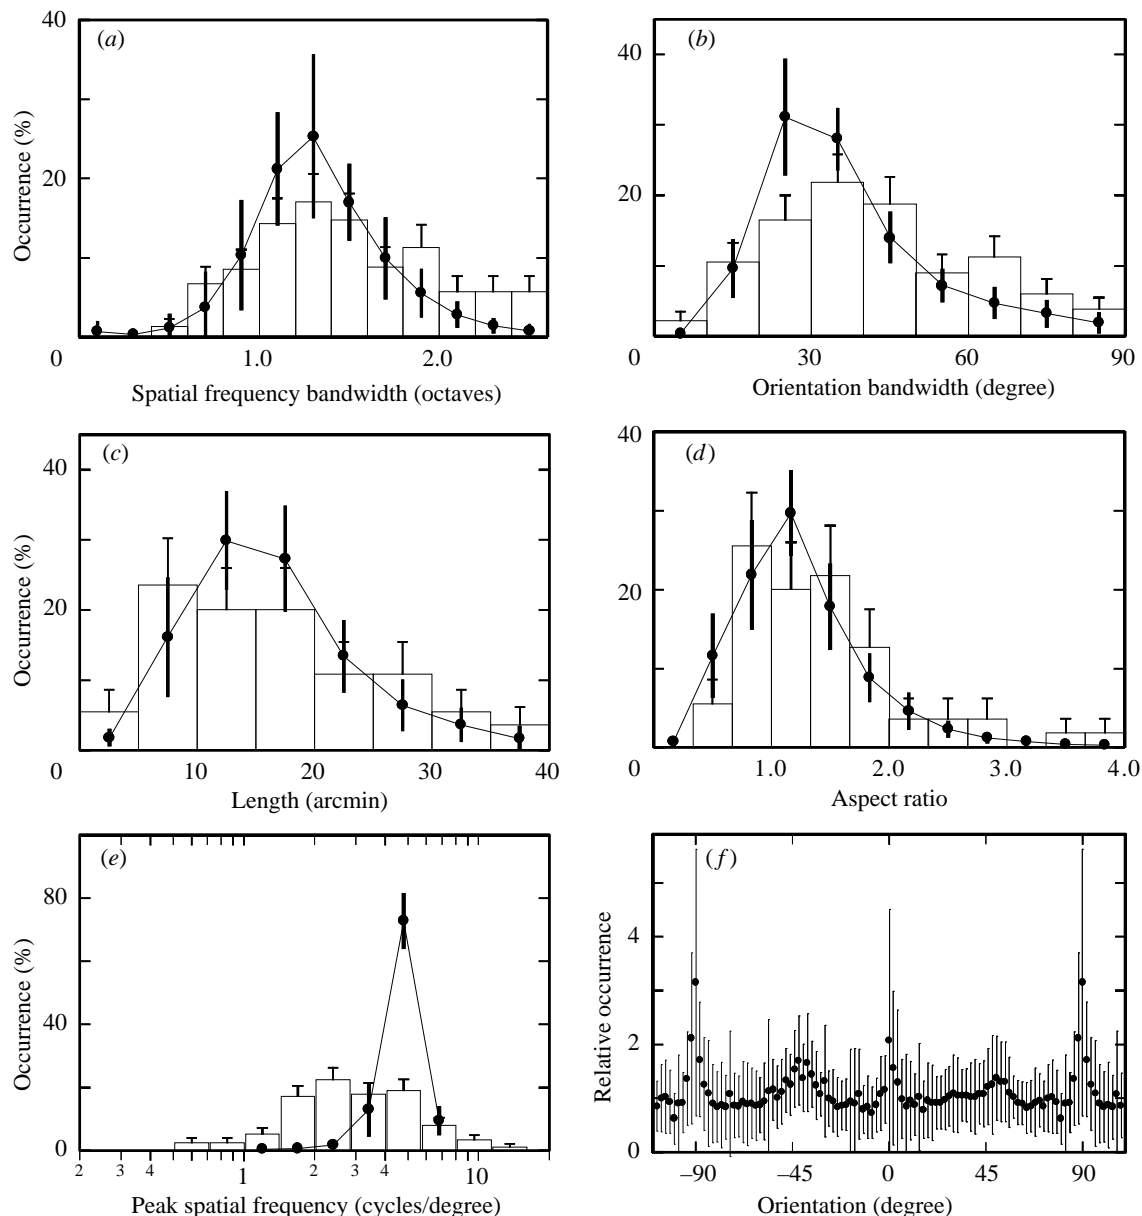 40
20
Occurrence (%)
(a)
0
1.0
2.0
Spatial frequency bandwidth (octaves)
40
20
(b)
0
30
60
90
Orientation bandwidth (degree)
40
20
Occurrence (%)
(c)
0
10
20
30
40
Length (arcmin)
40
20
(d)
0
1.0
2.0
3.0
4.0
Aspect ratio
80
40
0
Occurrence (%)
(e)
2
3
4
1
2
3
4
10
Peak spatial frequency (cycles/degree)
4
2
0
Relative occurrence
(f)
–90
–45
0
45
90
Orientation (degree)